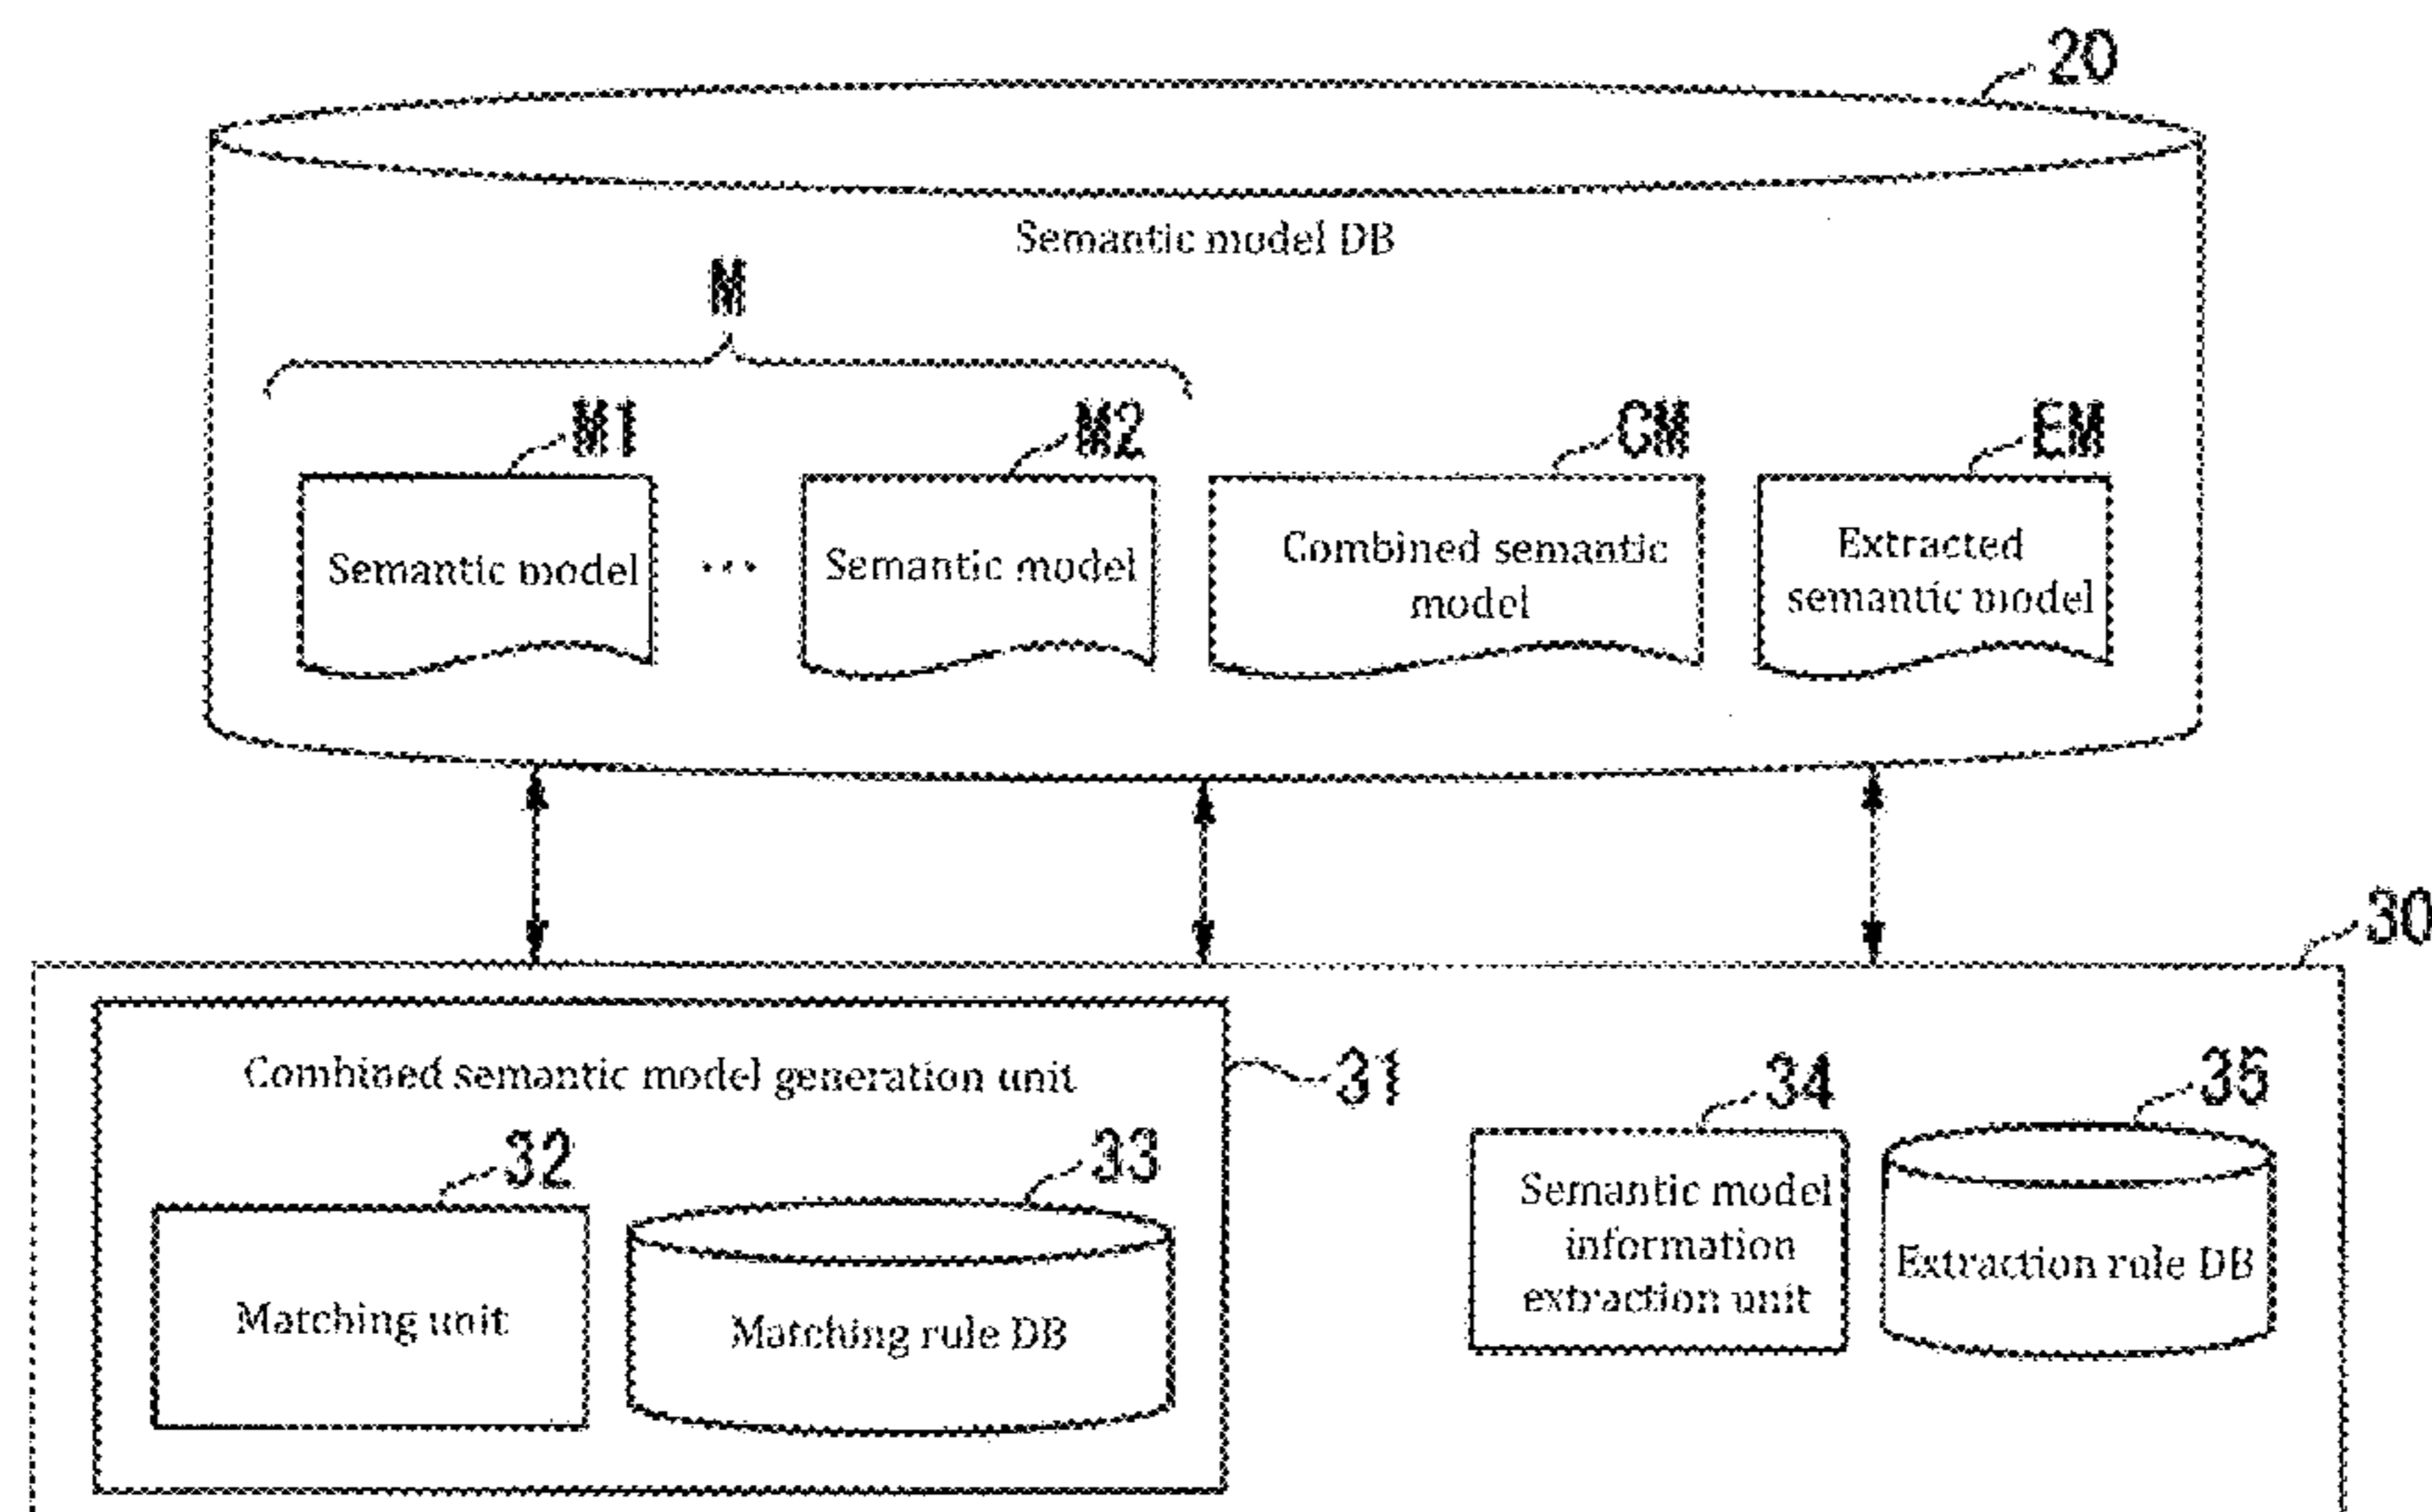 20
Semantic model DB
M
M1
M2
CM
EM
Semantic model
...
Semantic model
Combined semantic
model
Extracted
semantic model
30
Combined semantic model generation unit
31
32
Matching unit
33
Matching rule DB
34
Semantic model
information
extraction unit
35
Extraction rule DB